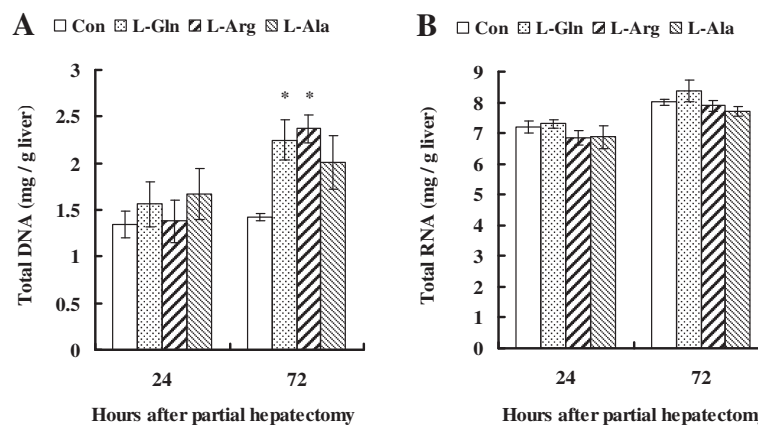 A
Con L-Gln L-Arg L-Ala
3
2.5
2
1.5
1
0.5
0
Total DNA (mg / g liver)
* *
24 72
Hours after partial hepatectomy
B
Con L-Gln L-Arg L-Ala
9
8
7
6
5
4
3
2
1
0
Total RNA (mg / g liver)
24 72
Hours after partial hepatectom